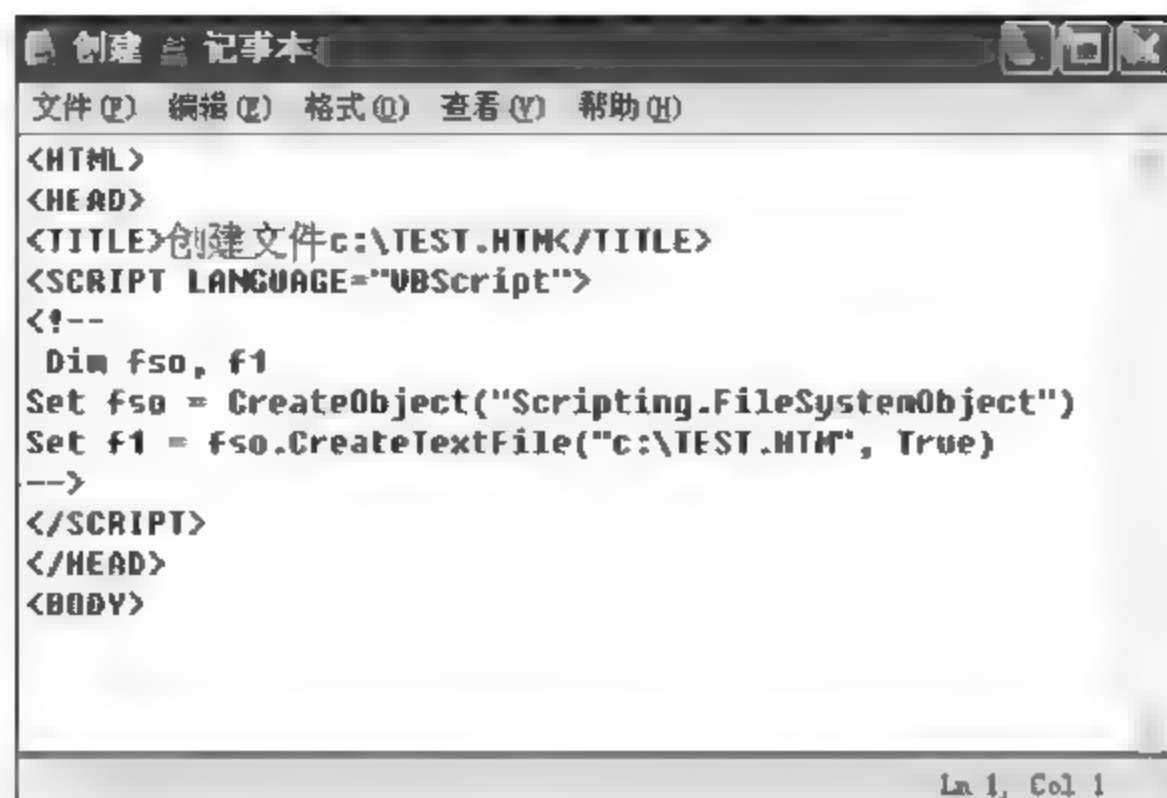 创建 记事本
文件(F) 编辑(E) 格式(O) 查看(V) 帮助(H)
<HTML>
<HEAD>
<TITLE>创建文件c:\TEST.HTM</TITLE>
<SCRIPT LANGUAGE="VBScript">
<!--
Dim fso, f1
Set fso = CreateObject("Scripting.FileSystemObject")
Set f1 = fso.CreateTextFile("c:\TEST.HTM", True)
-->
</SCRIPT>
</HEAD>
<BODY>
Ln 1, Col 1